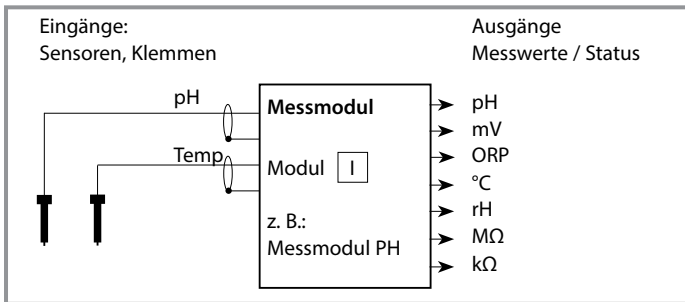 Eingänge:
Sensoren, Klemmen
Ausgänge
Messwerte / Status
pH
Temp
Messmodul
Modul I
z. B.:
Messmodul PH
pH
mV
ORP
°C
rH
MΩ
kΩ